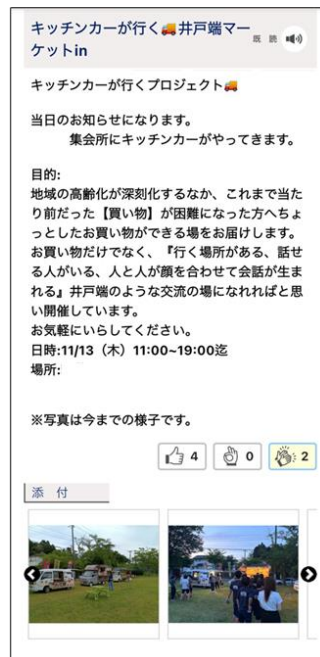 キッチンカーが行く🚚井戸端マー
ケットin
既 読
キッチンカーが行くプロジェクト🚚
当日のお知らせになります。
集会所にキッチンカーがやってきます。
目的:
地域の高齢化が深刻化するなか、これまで当た
り前だった【買い物】が困難になった方へちょ
っとしたお買い物ができる場をお届けします。
お買い物だけでなく、『行く場所がある、話せ
る人がいる、人と人が顔を合わせて会話が生ま
れる』井戸端のような交流の場になれればと思
い開催しています。
お気軽にいらしてください。
日時:11/13（木）11:00~19:00迄
場所:
※写真は今までの様子です。
4
0
2
添 付